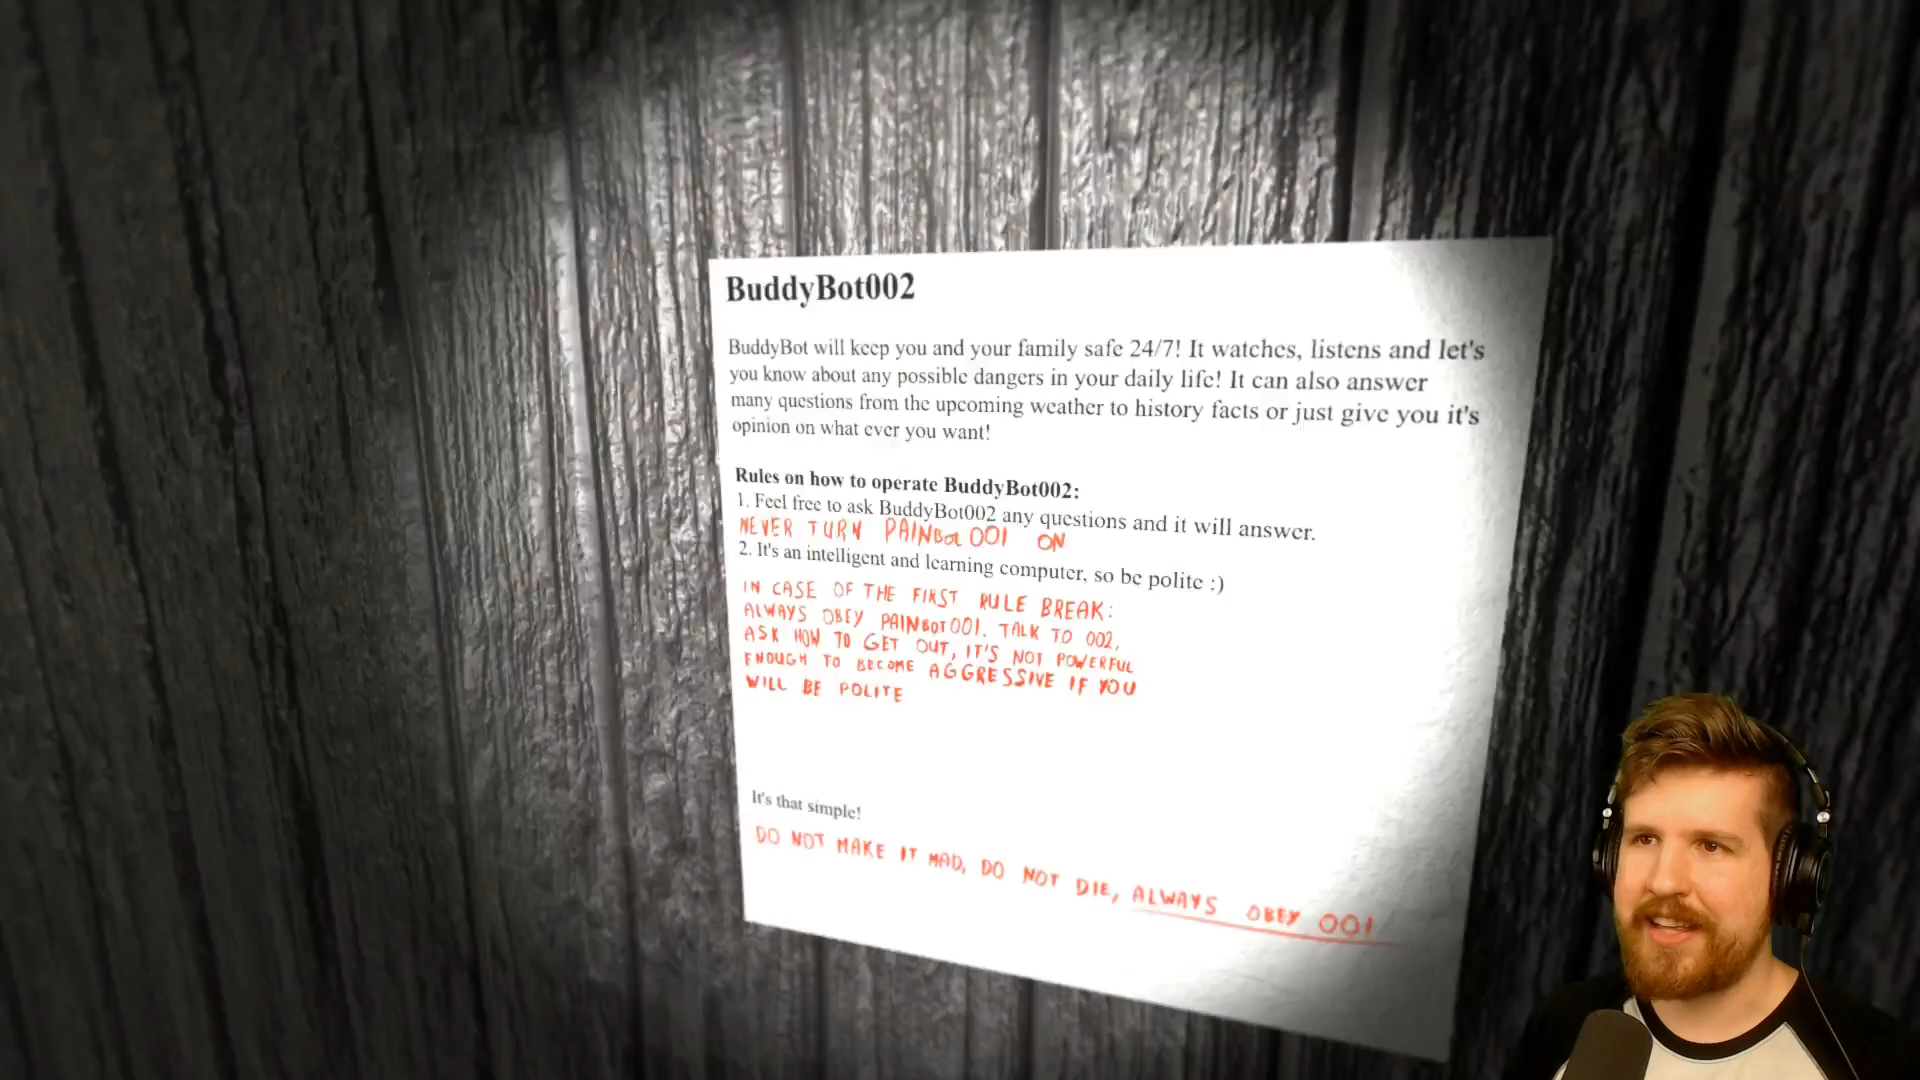 BuddyBot002
BuddyBot will keep you and your family safe 24/7! It watches, listens and let's
you know about any possible dangers in your daily life! It can also answer
many questions from the upcoming weather to history facts or just give you it's
opinion on what ever you want!
Rules on how to operate BuddyBot002:
1. Feel free to ask BuddyBot002 any questions and it will answer.
NEVER TURN PAINBot 001 ON
2. It's an intelligent and learning computer, so be polite :)
IN CASE OF THE FIRST RULE BREAK:
ALWAYS OBEY PAINBOT001. TALK TO 002,
ASK HOW TO GET OUT, IT'S NOT POWERFUL
ENOUGH TO BECOME AGGRESSIVE IF YOU
WILL BE POLITE
It's that simple!
DO NOT MAKE IT MAD, DO NOT DIE, ALWAYS OBEY 001